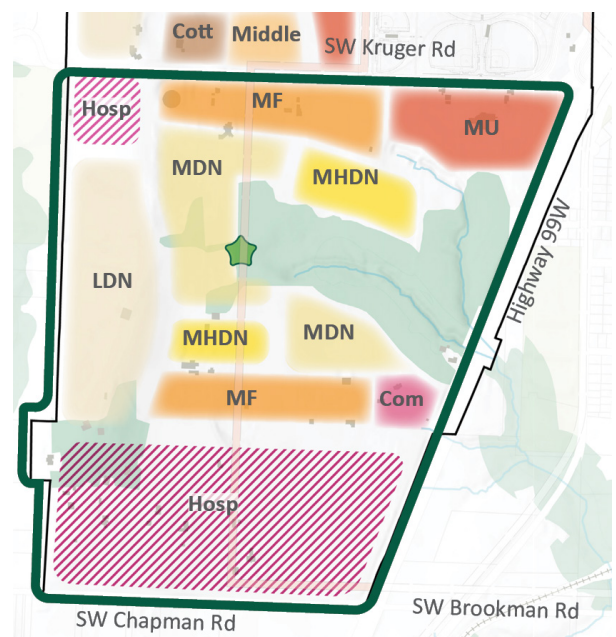 Cott
Middle
SW Kruger Rd
Hosp
MF
MU
MDN
MHDN
LDN
Highway 99W
MHDN
MDN
MF
Com
Hosp
SW Chapman Rd
SW Brookman Rd